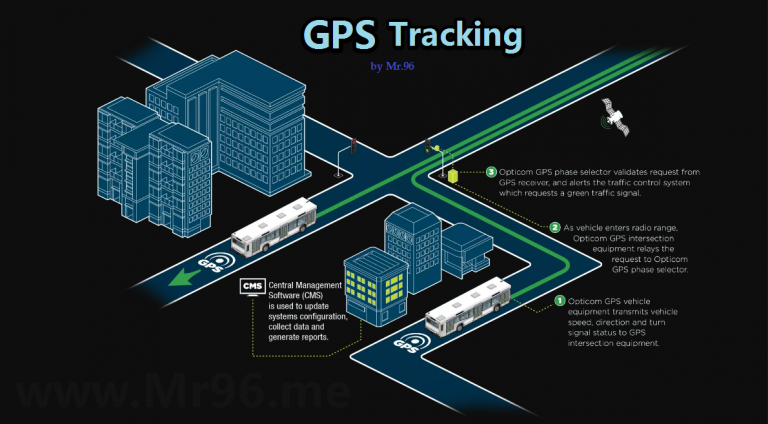 GPS Tracking
by Mr.96
3 Opticom GPS phase selector validates request from
GPS receiver, and alerts the traffic control system
which requests a green traffic signal.
2 As vehicle enters radio range,
Opticom GPS intersection
equipment relays the
request to Opticom
GPS phase selector.
GPS
CMS Central Management
Software (CMS)
is used to update
systems configuration,
collect data and
generate reports.
1 Opticom GPS vehicle
equipment transmits vehicle
speed, direction and turn
signal status to GPS
intersection equipment.
GPS
www.Mr96.me